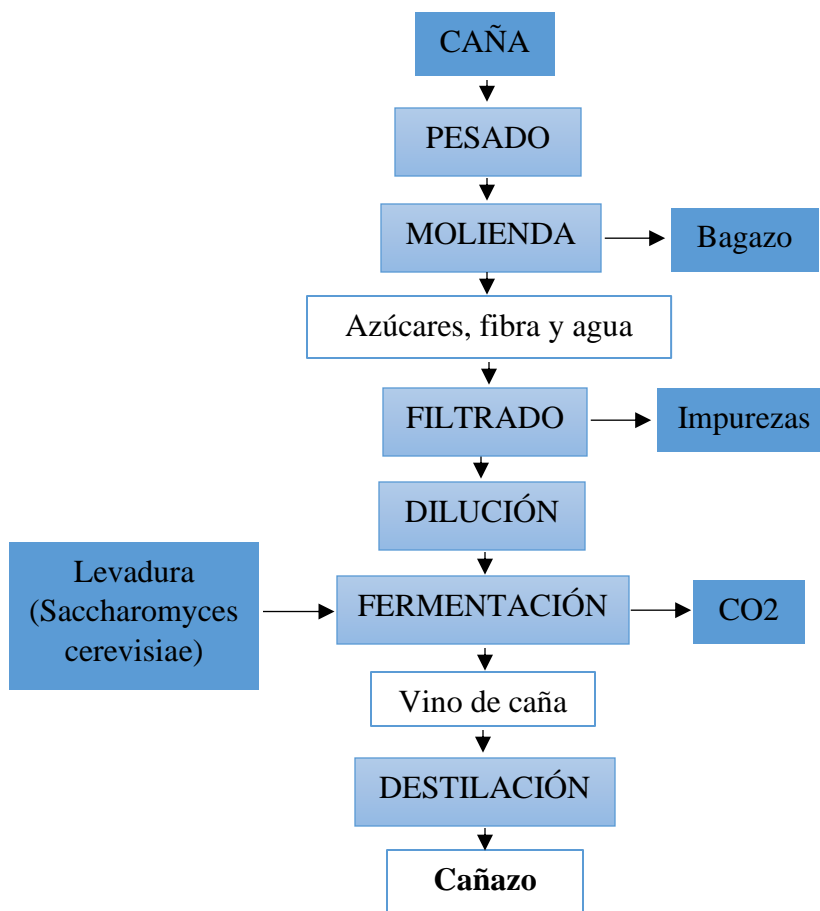 CAÑA
PESADO
MOLIENDA
Bagazo
Azúcares, fibra y agua
FILTRADO
Impurezas
DILUCIÓN
Levadura
(Saccharomyces
cerevisiae)
FERMENTACIÓN
CO2
Vino de caña
DESTILACIÓN
Cañazo